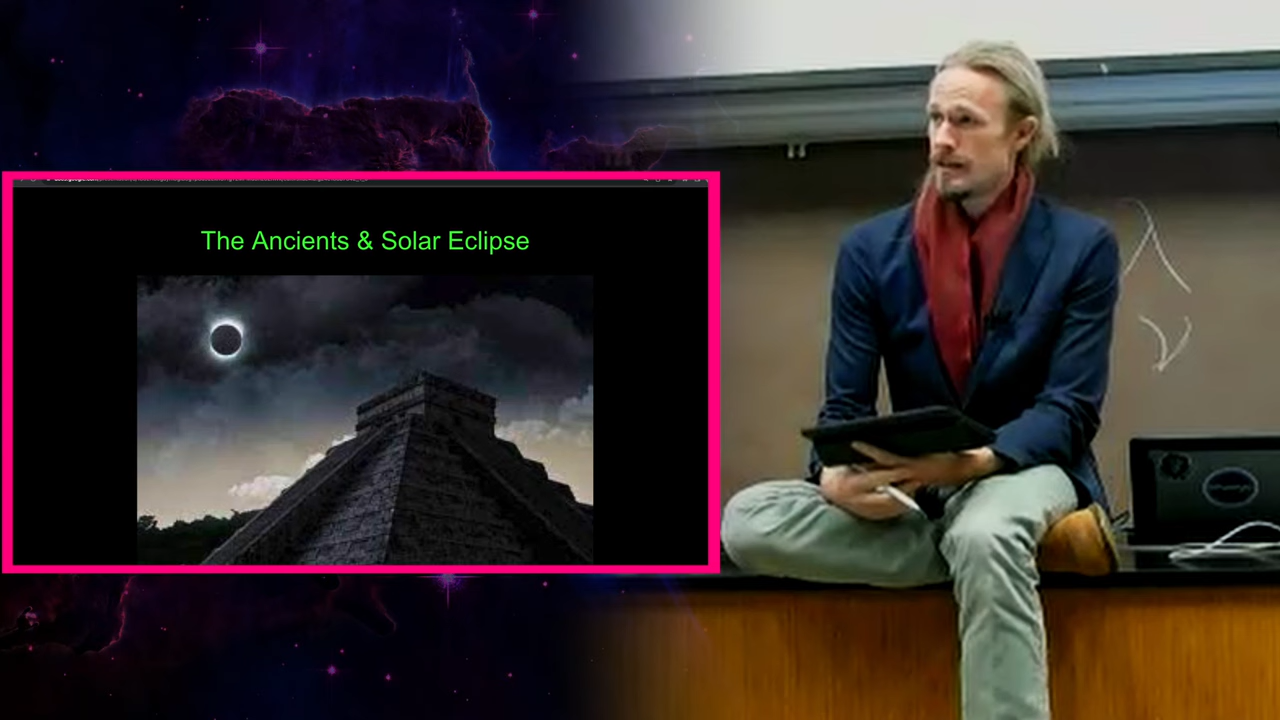 The Ancients & Solar Eclipse
λ
ν